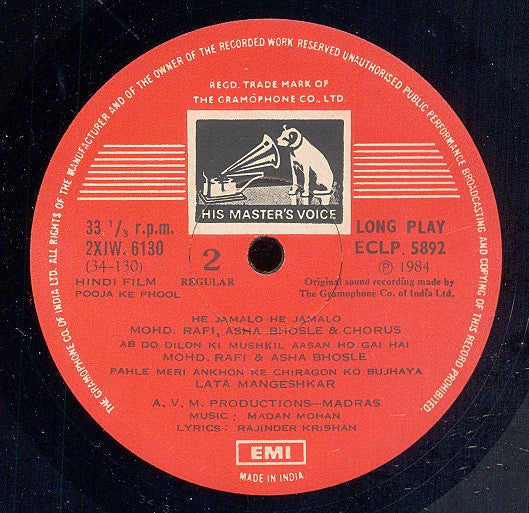 THE GRAMOPHONE CO. OF INDIA LTD. ALL RIGHTS OF THE MANUFACTURER AND OF THE OWNER OF THE RECORDED WORK RESERVED UNAUTHORISED PUBLIC PERFORMANCE BROADCASTING AND COPYING OF THIS RECORD PROHIBITED.
REGD. TRADE MARK OF
THE GRAMOPHONE CO., LTD.
HIS MASTER'S VOICE
33 1/3 r.p.m.
2XJW. 6130
(34-130)
HINDI FILM
POOJA KE PHOOL
2
REGULAR
LONG PLAY
ECLP. 5892
Ⓟ 1984
Original sound recording made by
The Gramophone Co. of India Ltd.
HE JAMALO HE JAMALO
MOHD. RAFI, ASHA BHOSLE & CHORUS
AB DO DILON KI MUSHKIL AASAN HO GAI HAI
MOHD. RAFI & ASHA BHOSLE
PAHLE MERI ANKHON KE CHIRAGON KO BUJHAYA
LATA MANGESHKAR
A. V. M. PRODUCTIONS—MADRAS
MUSIC : MADAN MOHAN
LYRICS : RAJINDER KRISHAN
EMI
MADE IN INDIA